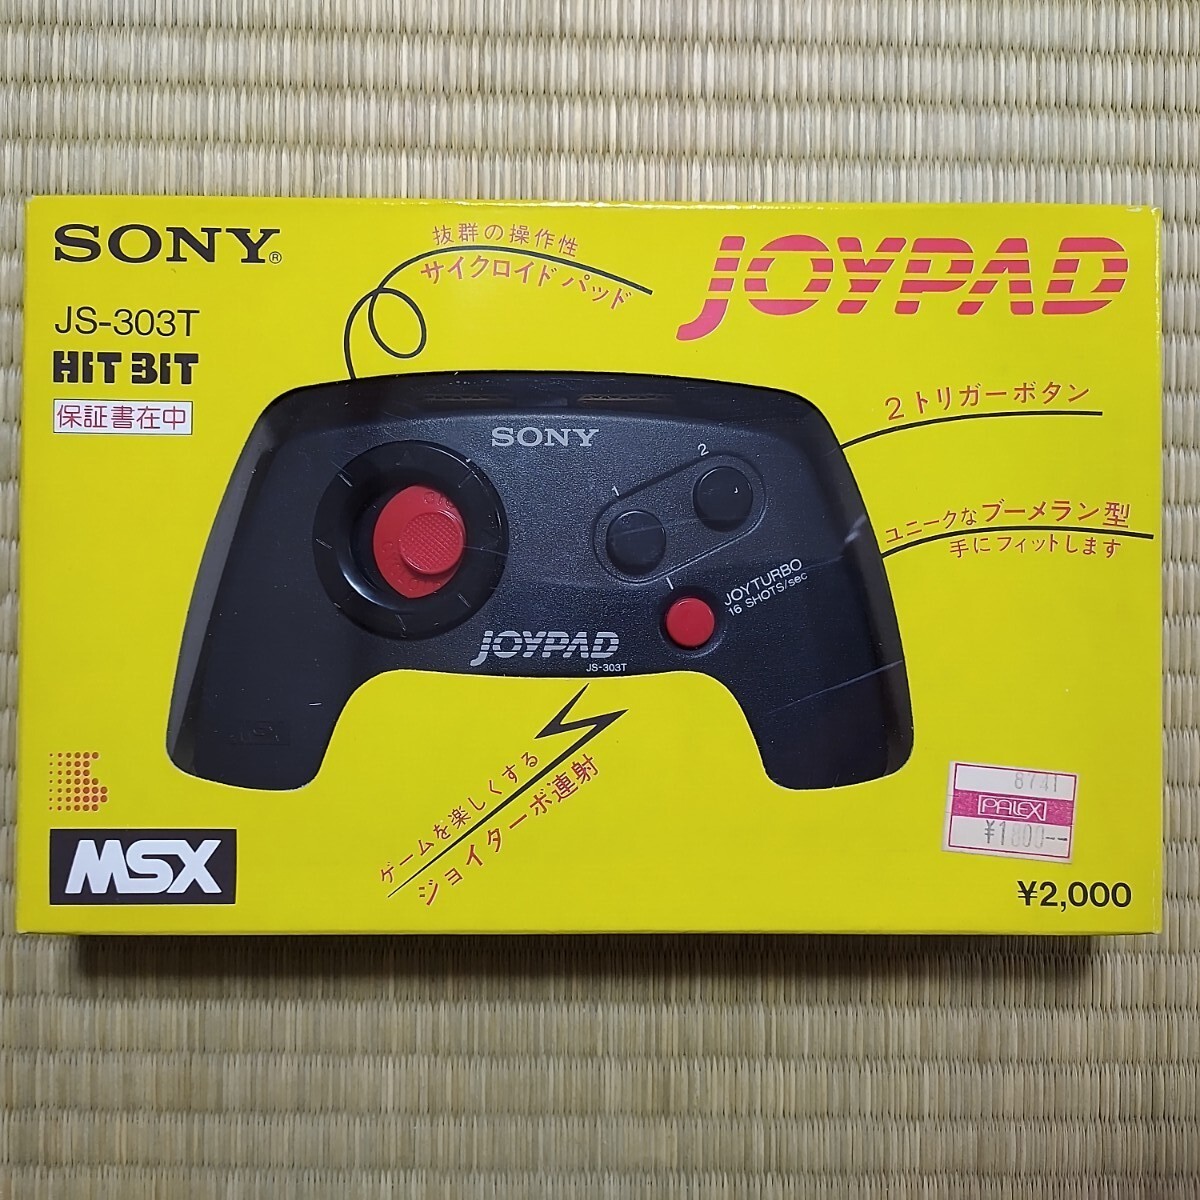 SONY®
JS-303T
HIT BIT
保証書在中
抜群の操作性
サイクロイドパッド
JOYPAD
2トリガーボタン
ユニークなブーメラン型
手にフィットします
SONY
1
2
JOYTURBO
16 SHOTS/sec
JOYPAD
JS-303T
ゲームを楽しくする
ジョイターボ連射
MSX
8741
PALEX
¥1800--
¥2,000